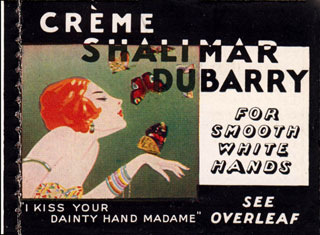 CRÈME
SHALIMAR
DUBARRY
FOR
SMOOTH
WHITE
HANDS
"I KISS YOUR
DAINTY HAND MADAME"
SEE
OVERLEAF